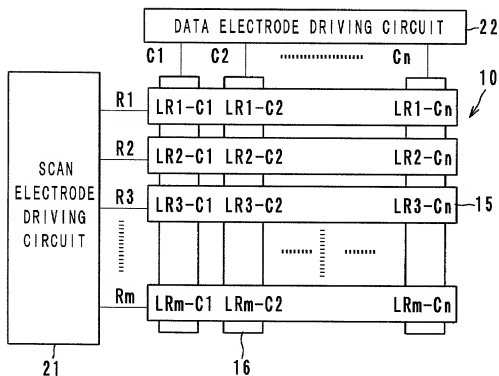 DATA ELECTRODE DRIVING CIRCUIT
22
C1 C2 Cn
10
R1 LR1-C1 LR1-C2 LR1-Cn
R2 LR2-C1 LR2-C2 LR2-Cn
R3 LR3-C1 LR3-C2 LR3-Cn 15
SCAN
ELECTRODE
DRIVING
CIRCUIT
Rm LRm-C1 LRm-C2 LRm-Cn
21 16